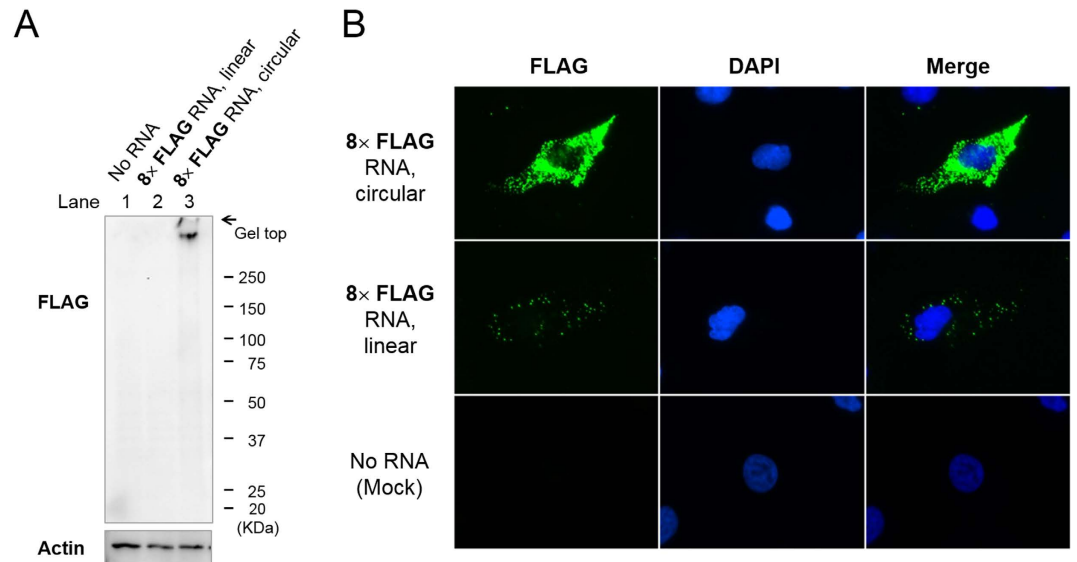 A
No RNA
8× FLAG RNA, linear
8× FLAG RNA, circular
Lane 1 2 3
Gel top
FLAG
250
150
100
75
50
37
25
20
(KDa)
Actin
B
FLAG DAPI Merge
8× FLAG
RNA,
circular
8× FLAG
RNA,
linear
No RNA
(Mock)